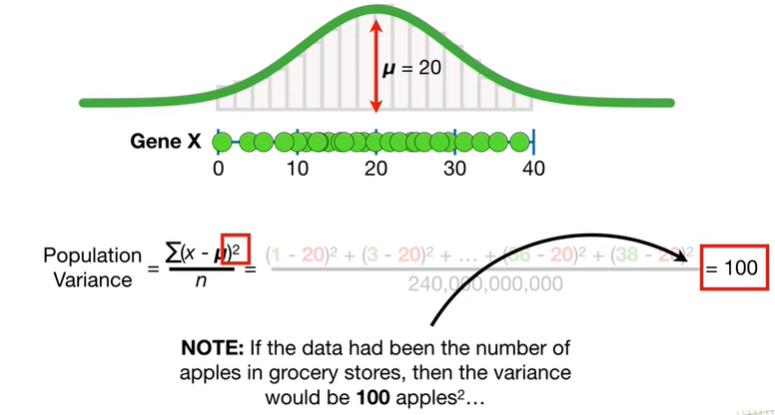 μ = 20
Gene X
0 10 20 30 40
Population Variance = Σ(x - μ)² / n = (1 - 20)² + (3 - 20)² + ... + (36 - 20)² + (38 - 20)² / 240,000,000,000 = 100
NOTE: If the data had been the number of
apples in grocery stores, then the variance
would be 100 apples²...